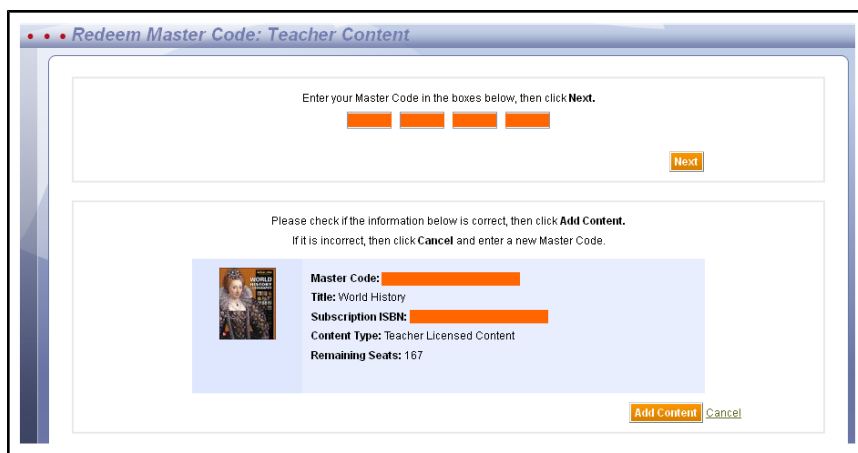 Redeem Master Code: Teacher Content
Enter your Master Code in the boxes below, then click Next.
Next
Please check if the information below is correct, then click Add Content.
If it is incorrect, then click Cancel and enter a new Master Code.
WORLD
HISTORY
Master Code:
Title: World History
Subscription ISBN:
Content Type: Teacher Licensed Content
Remaining Seats: 167
Add Content Cancel